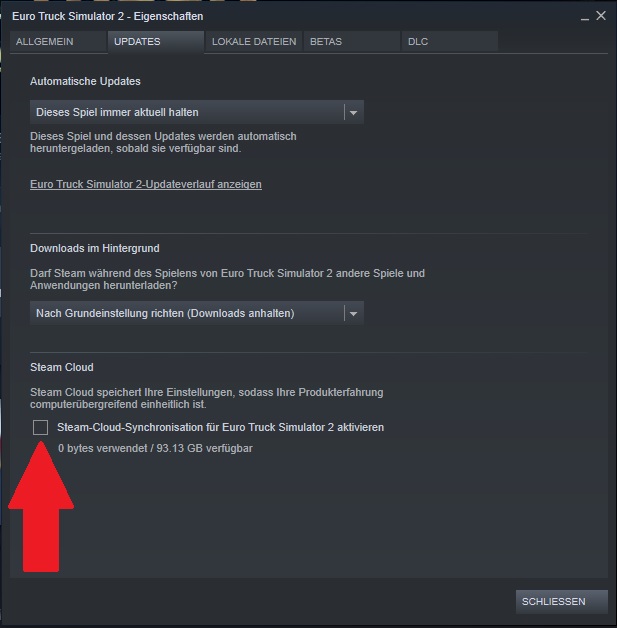 Euro Truck Simulator 2 - Eigenschaften
ALLGEMEIN
UPDATES
LOKALE DATEIEN
BETAS
DLC
Automatische Updates
Dieses Spiel immer aktuell halten
Dieses Spiel und dessen Updates werden automatisch
heruntergeladen, sobald sie verfügbar sind.
Euro Truck Simulator 2-Updateverlauf anzeigen
Downloads im Hintergrund
Darf Steam während des Spielens von Euro Truck Simulator 2 andere Spiele und
Anwendungen herunterladen?
Nach Grundeinstellung richten (Downloads anhalten)
Steam Cloud
Steam Cloud speichert Ihre Einstellungen, sodass Ihre Produkterfahrung
computerübergreifend einheitlich ist.
Steam-Cloud-Synchronisation für Euro Truck Simulator 2 aktivieren
0 bytes verwendet / 93.13 GB verfügbar
SCHLIESSEN